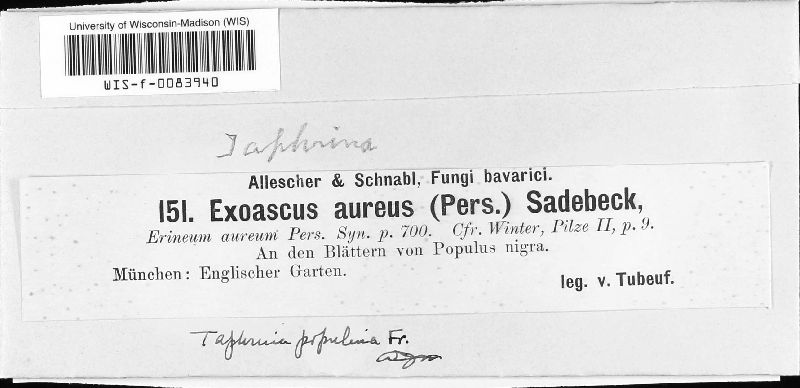 University of Wisconsin-Madison (WIS)
WIS-f-0083940
Taphrina
Allescher & Schnabl, Fungi bavarici.
151. Exoascus aureus (Pers.) Sadebeck,
Erineum aureum Pers. Syn. p. 700. Cfr. Winter, Pilze II, p. 9.
An den Blättern von Populus nigra.
München: Englischer Garten.
leg. v. Tubeuf.
Taphrina populina Fr.